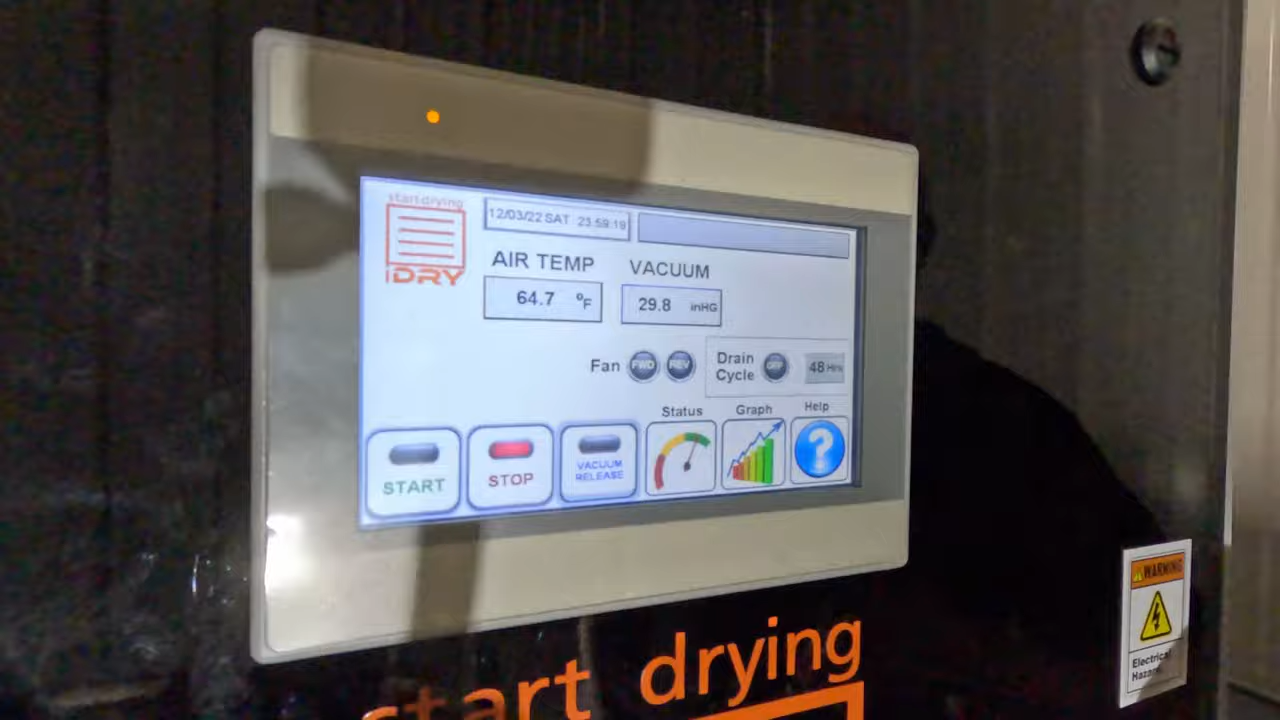 start drying
iDRY
12/03/22 SAT 23:59:19
AIR TEMP
64.7 ºF
VACUUM
29.8 inHG
Fan FWD REV
Drain
Cycle
OFF
48 Hrs
START
STOP
VACUUM
RELEASE
Status
Graph
Help
?
start drying
WARNING
Electrical
Hazard